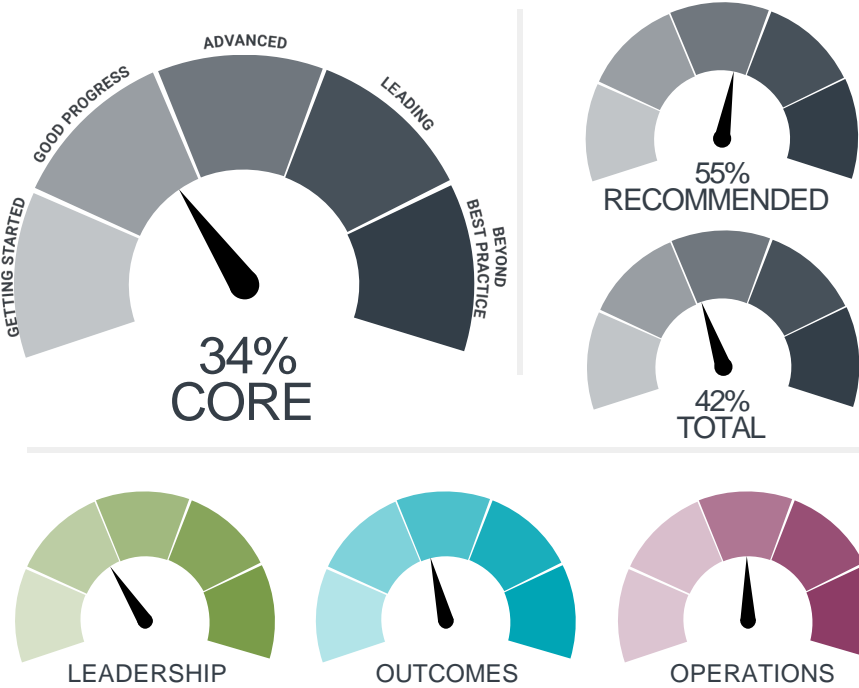 GETTING STARTED
GOOD PROGRESS
ADVANCED
LEADING
BEYOND
BEST PRACTICE
34%
CORE
55%
RECOMMENDED
42%
TOTAL
LEADERSHIP
OUTCOMES
OPERATIONS